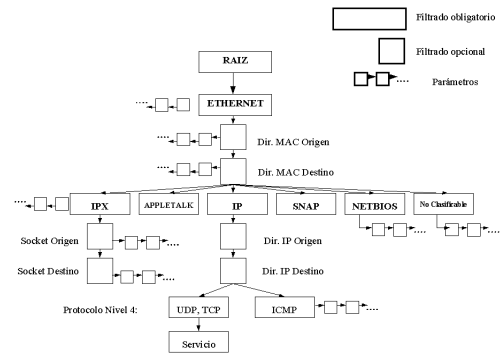 Filtrado obligatorio
Filtrado opcional
Parámetros
RAIZ
ETHERNET
Dir. MAC Origen
Dir. MAC Destino
IPX
APPLETALK
IP
SNAP
NETBIOS
No Clasifirable
Socket Origen
Dir. IP Origen
Socket Destino
Dir. IP Destino
Protocolo Nivel 4:
UDP, TCP
ICMP
Servicio